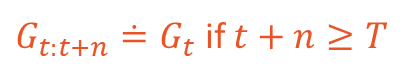 G_{t:t+n} ≐ G_t if t + n ≥ T